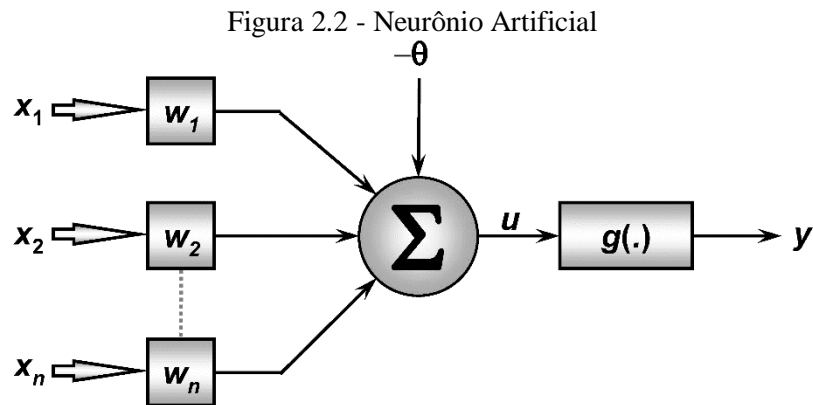 Figura 2.2 - Neurônio Artificial
−θ
x₁ w₁
x₂ w₂ Σ u g(.) y
xₙ wₙ